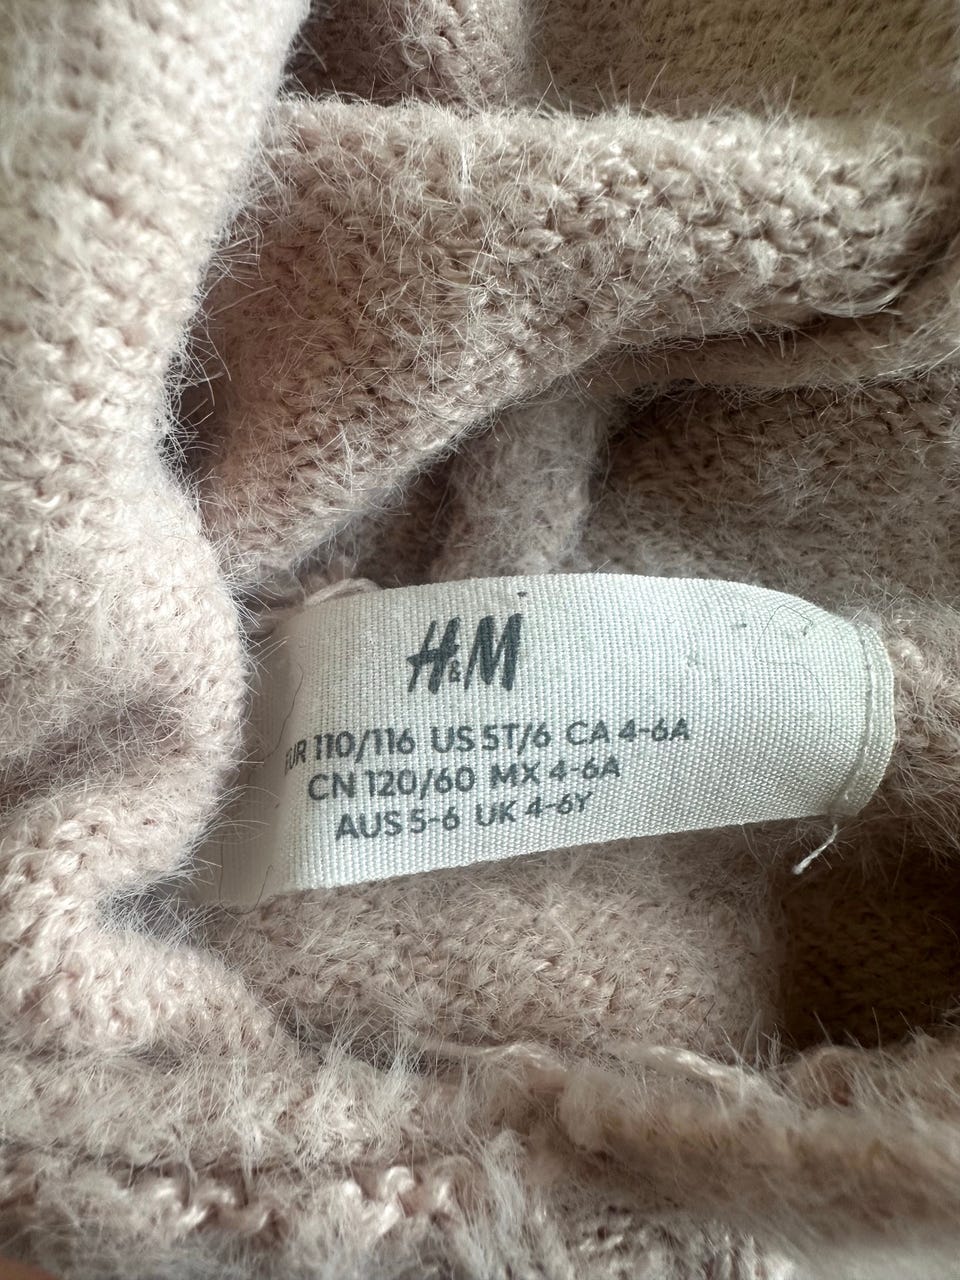 H&M
EUR 110/116 US 5T/6 CA 4-6A
CN 120/60 MX 4-6A
AUS 5-6 UK 4-6Y